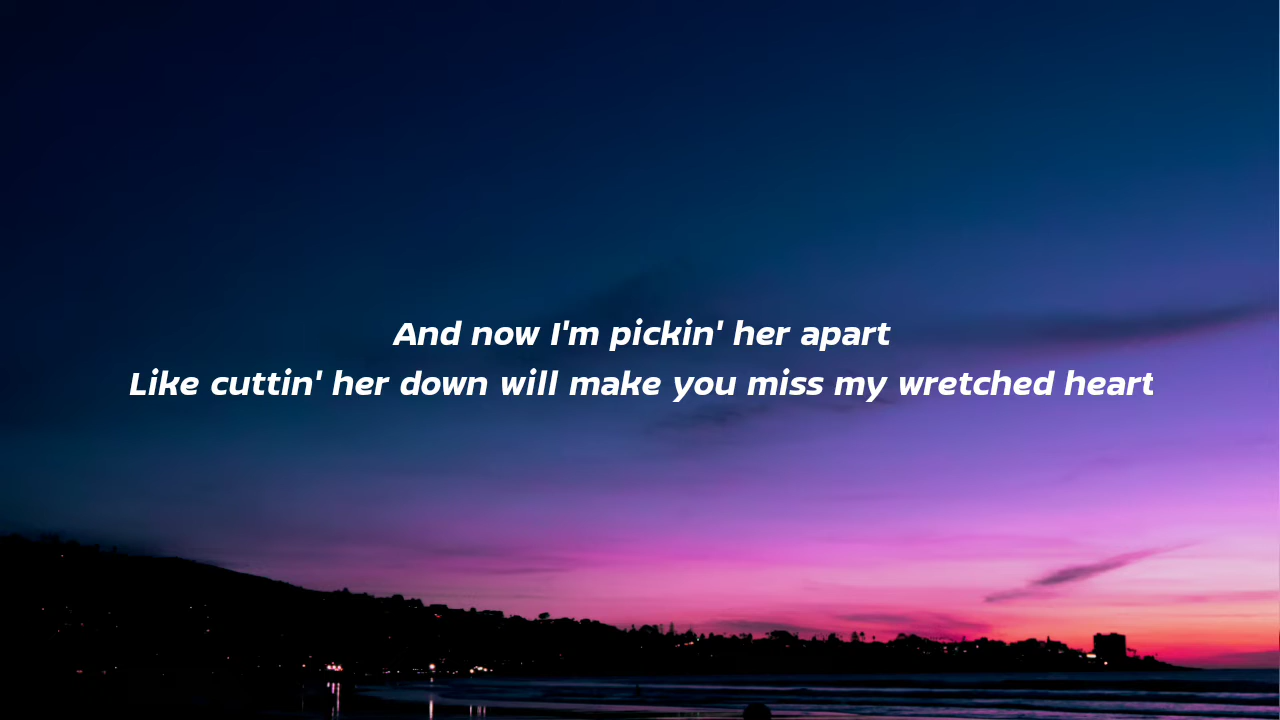 And now I'm pickin' her apart
Like cuttin' her down will make you miss my wretched heart